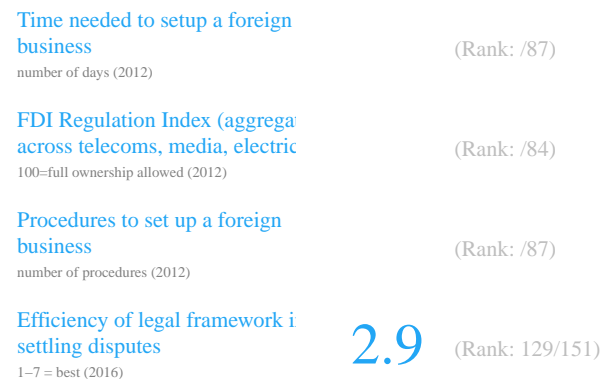 Time needed to setup a foreign
business
(Rank: /87)
number of days (2012)
FDI Regulation Index
across telecoms, media,
(Rank: /84)
100=full ownership allowed (2012)
Procedures to set up a foreign
business
(Rank: /87)
number of procedures (2012)
Efficiency of legal framework
settling disputes
2.9 (Rank: 129/151)
1–7 = best (2016)